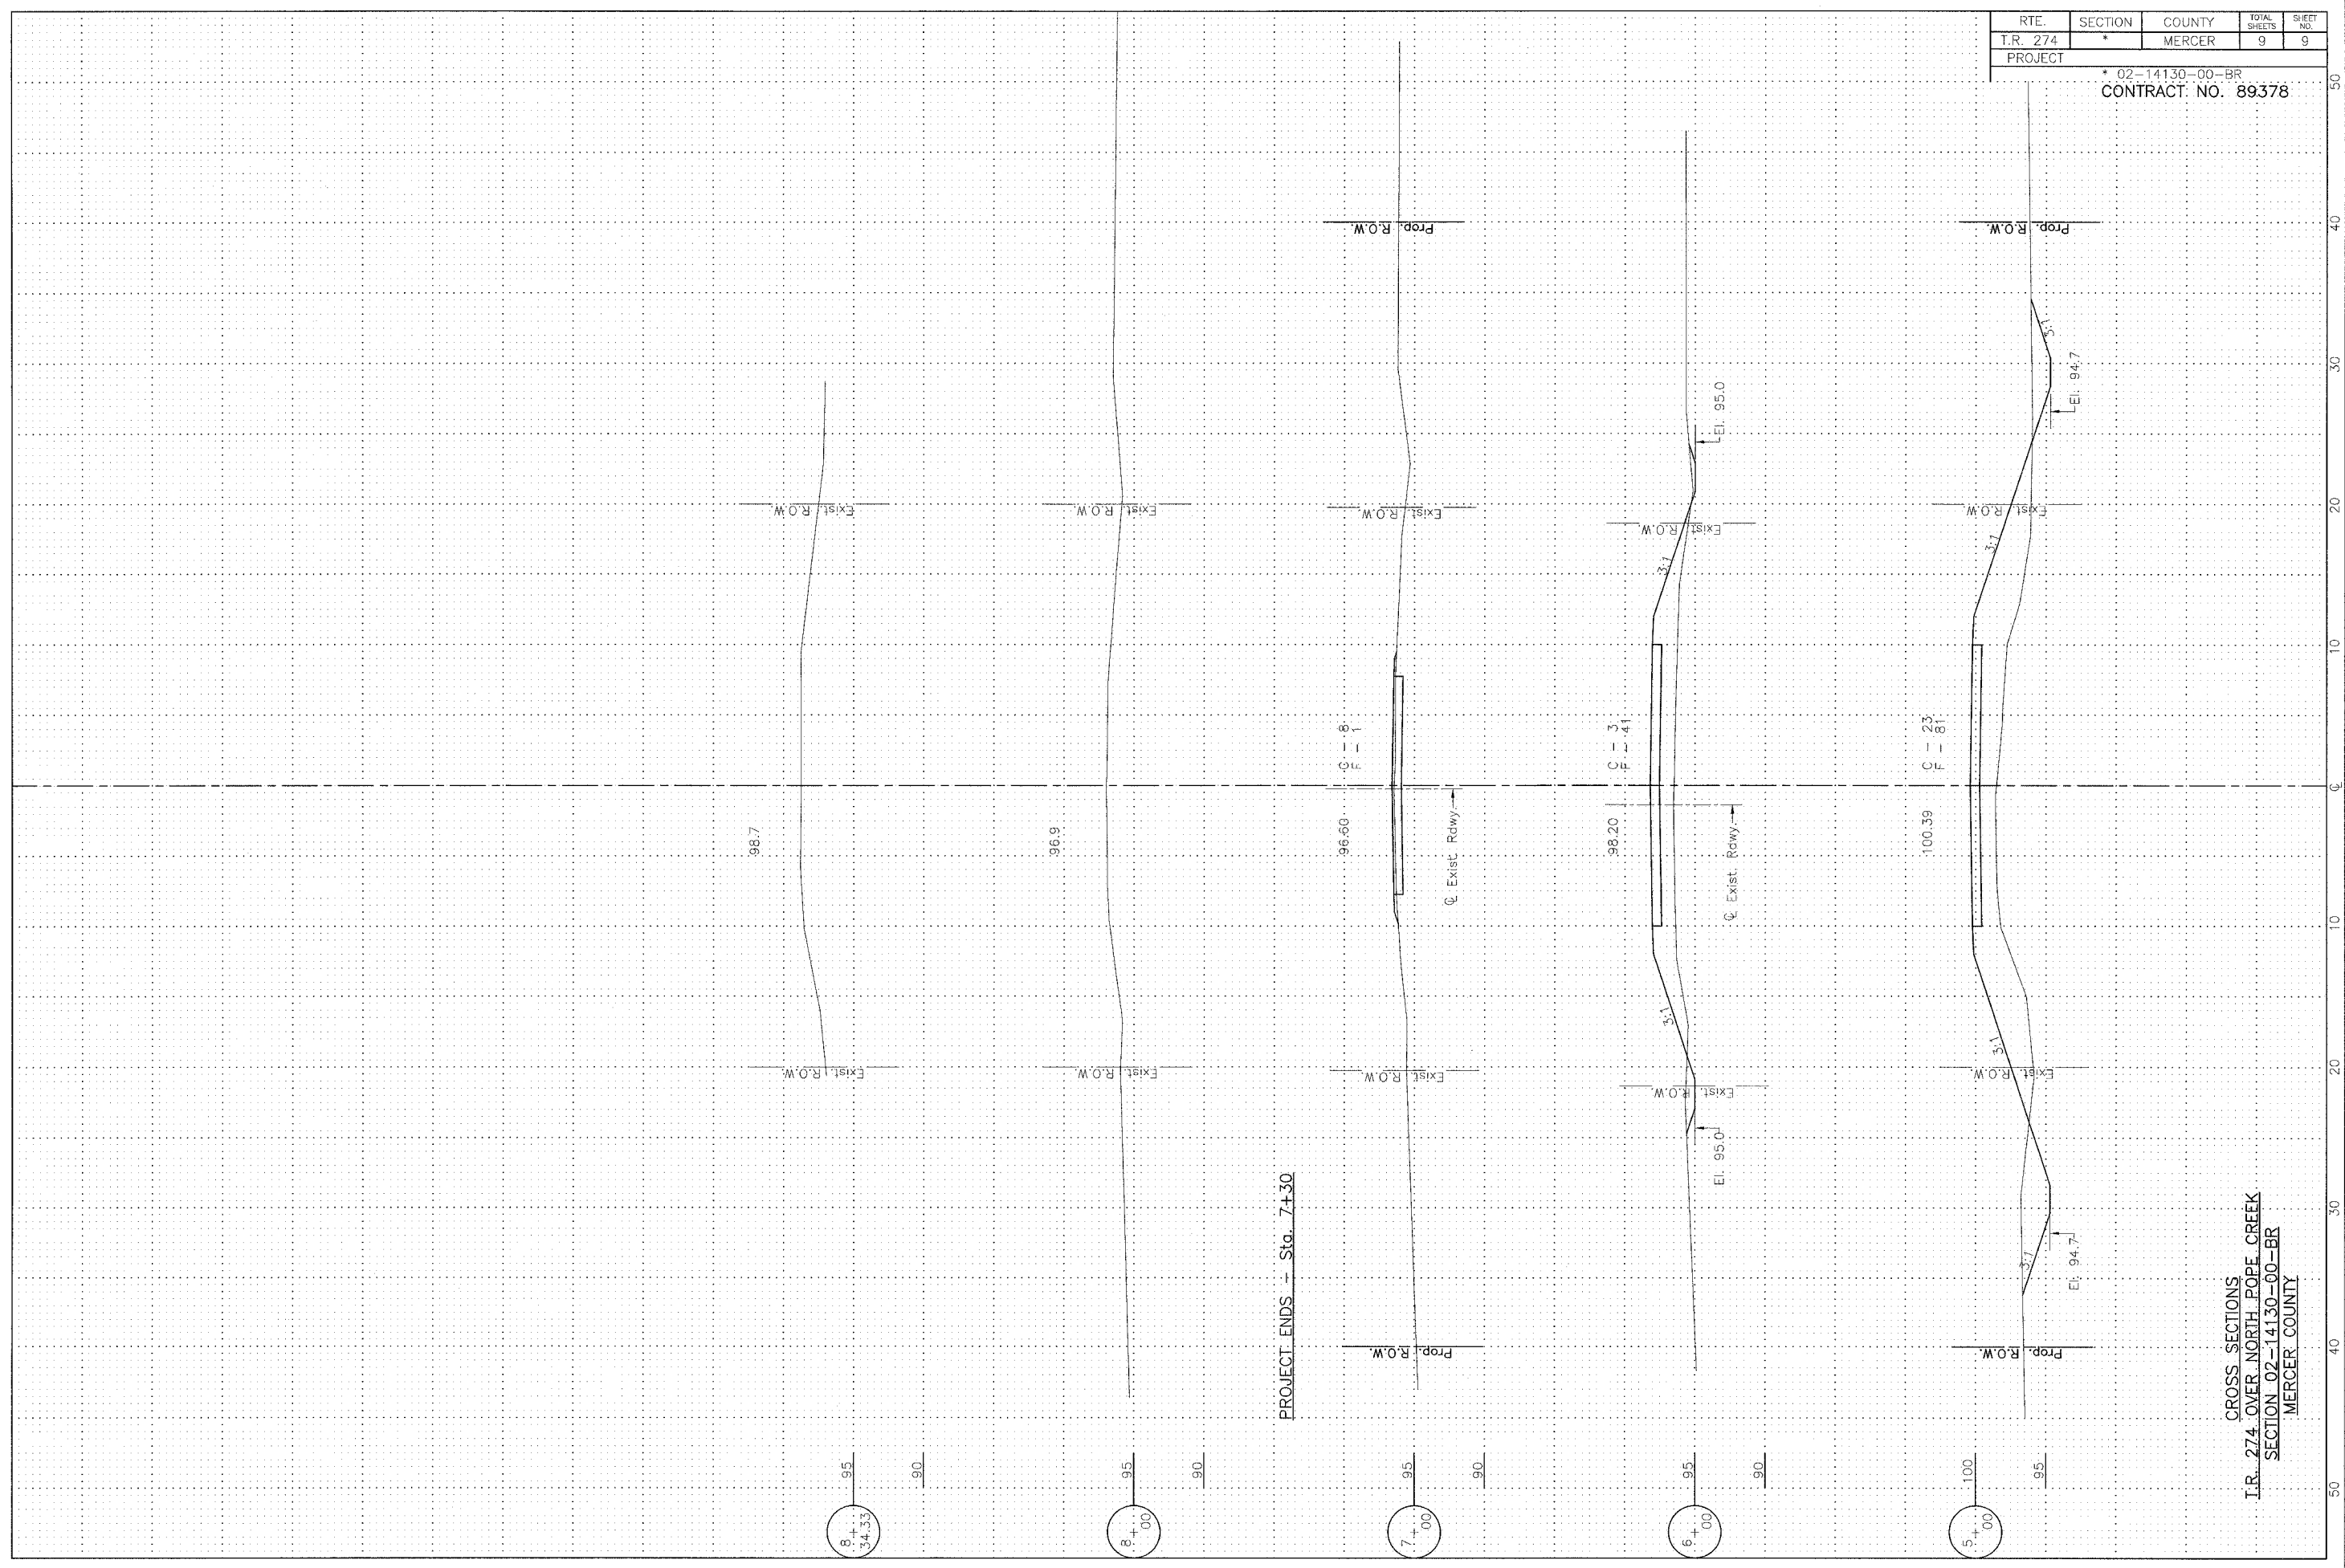 RTE. SECTION COUNTY TOTAL SHEETS SHEET NO.
T.R. 274 * MERCER 9 9
PROJECT
* 02-14130-00-BR
CONTRACT NO. 89378
8+34.33
95
90
98.7
Exist. R.O.W.
Exist. R.O.W.
8+00
95
90
96.9
Exist. R.O.W.
Exist. R.O.W.
PROJECT ENDS - Sta. 7+30
7+00
95
90
96.60
C - 8
F - 1
℄ Exist. Rdwy.
Prop. R.O.W.
Exist. R.O.W.
Exist. R.O.W.
Prop. R.O.W.
6+00
95
90
98.20
C - 3
F - 41
℄ Exist. Rdwy.
El. 95.0
Exist. R.O.W.
3:1
3:1
Exist. R.O.W.
El. 95.0
5+00
100
95
100.39
C - 23
F - 81
Prop. R.O.W.
Exist. R.O.W.
3:1
El. 94.7
3:1
3:1
Exist. R.O.W.
3:1
El. 94.7
Prop. R.O.W.
50
40
30
20
10
℄
10
20
30
40
50
CROSS SECTIONS
T.R. 274 OVER NORTH POPE CREEK
SECTION 02-14130-00-BR
MERCER COUNTY